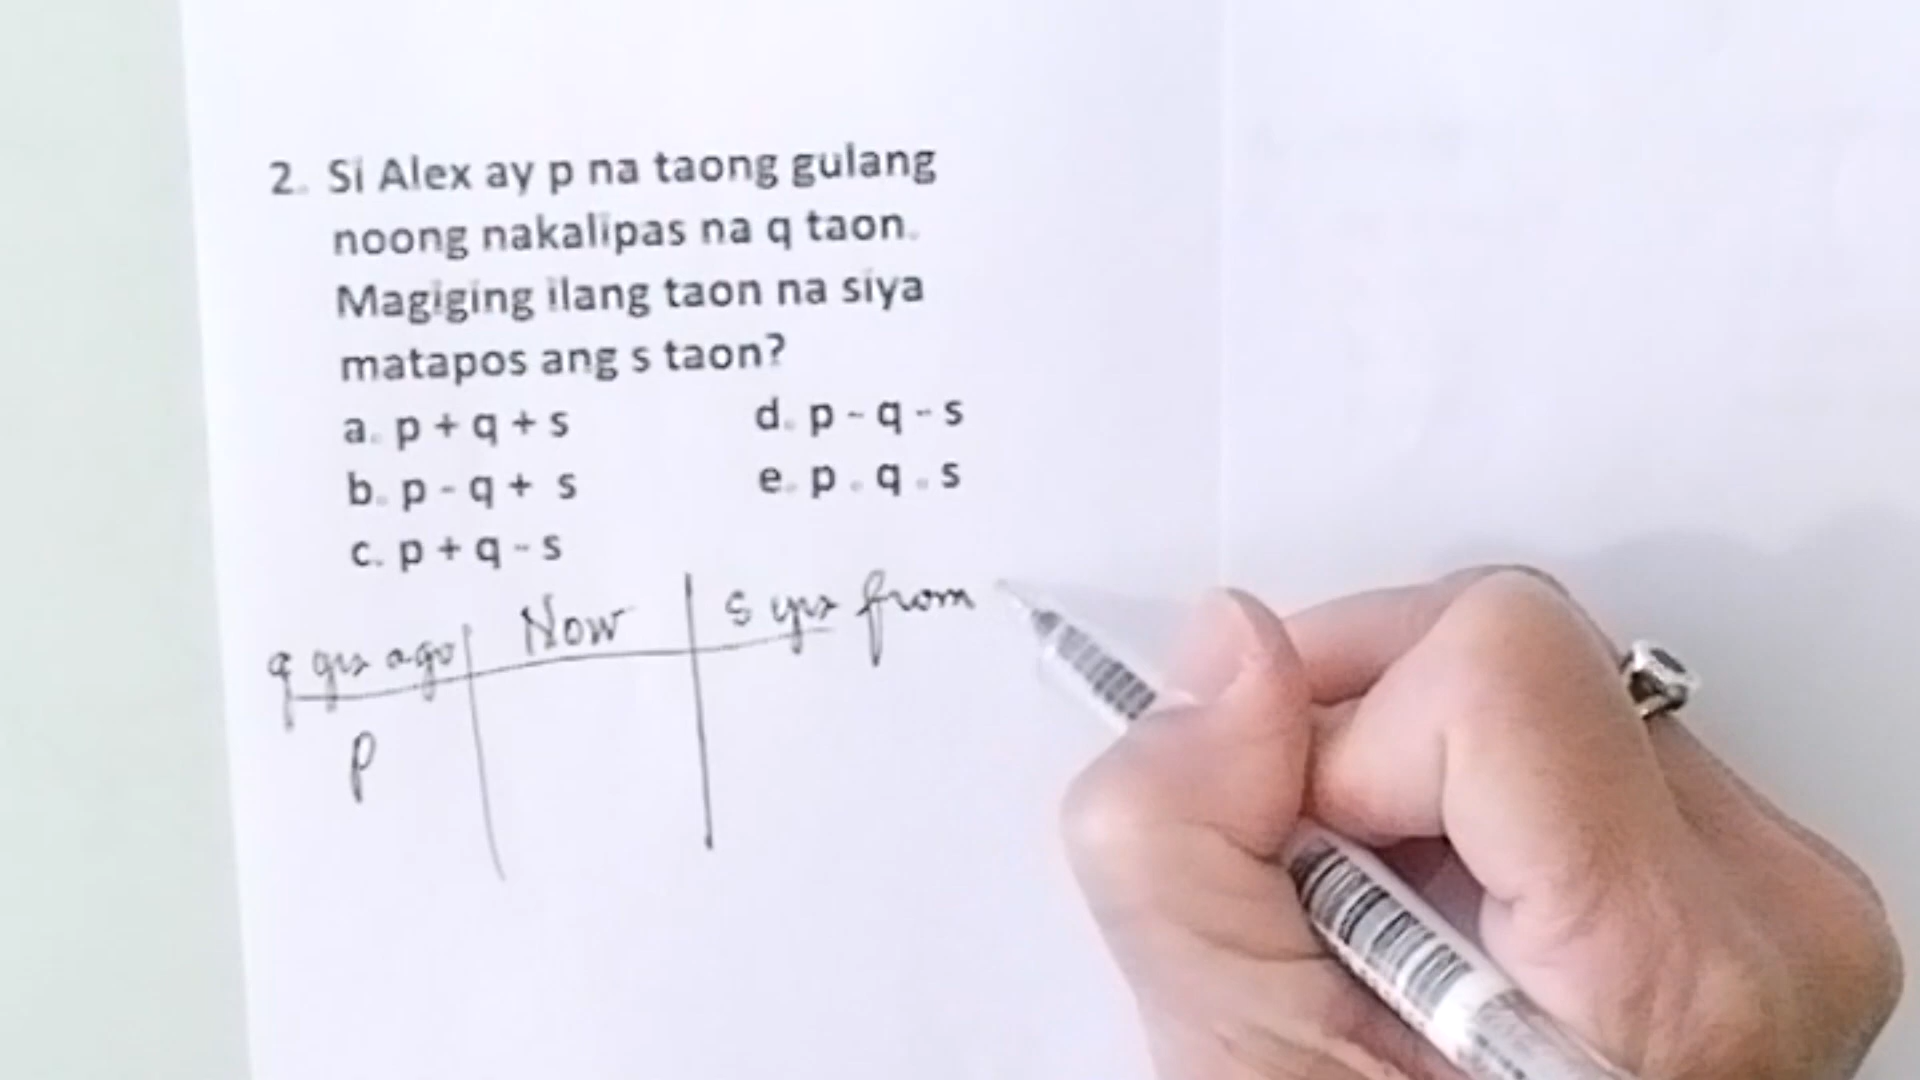 2. Si Alex ay p na taong gulang
noong nakalipas na q taon.
Magiging ilang taon na siya
matapos ang s taon?
a. p + q + s
b. p - q + s
c. p + q - s
d. p - q - s
e. p . q . s
q yrs ago
Now
s yrs from
p